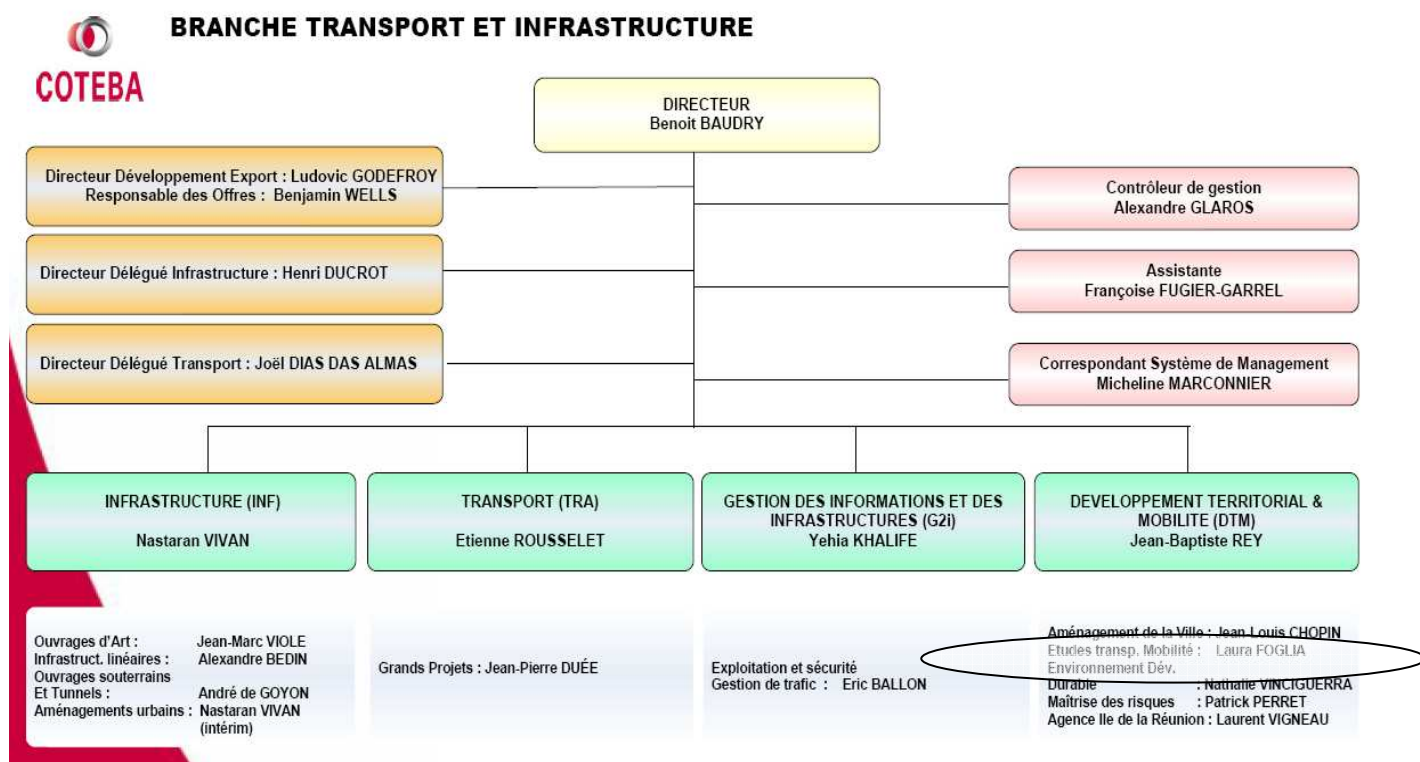 BRANCHE TRANSPORT ET INFRASTRUCTURE
COTEBA
DIRECTEUR
Benoit BAUDRY
Directeur Développement Export : Ludovic GODEFROY
Responsable des Offres : Benjamin WELLS
Directeur Délégué Infrastructure : Henri DUCROT
Directeur Délégué Transport : Joël DIAS DAS ALMAS
Contrôleur de gestion
Alexandre GLAROS
Assistante
Françoise FUGIER-GARREL
Correspondant Système de Management
Micheline MARCONNIER
INFRASTRUCTURE (INF)
Nastaran VIVAN
TRANSPORT (TRA)
Etienne ROUSSELET
GESTION DES INFORMATIONS ET DES
INFRASTRUCTURES (G2i)
Yehia KHALIFE
DEVELOPPEMENT TERRITORIAL &
MOBILITE (DTM)
Jean-Baptiste REY
Ouvrages d'Art : Jean-Marc VIOLE
Infrastruct. linéaires : Alexandre BEDIN
Ouvrages souterrains
Et Tunnels : André de GOYON
Aménagements urbains : Nastaran VIVAN
(intérim)
Grands Projets : Jean-Pierre DUÉE
Exploitation et sécurité
Gestion de trafic : Eric BALLON
Aménagement de la Ville : Jean Louis CHOPIN
Etudes transp. Mobilité : Laura FOGLIA
Environnement Dév.
Durable : Nathalie VINCIGUERRA
Maîtrise des risques : Patrick PERRET
Agence Ile de la Réunion : Laurent VIGNEAU